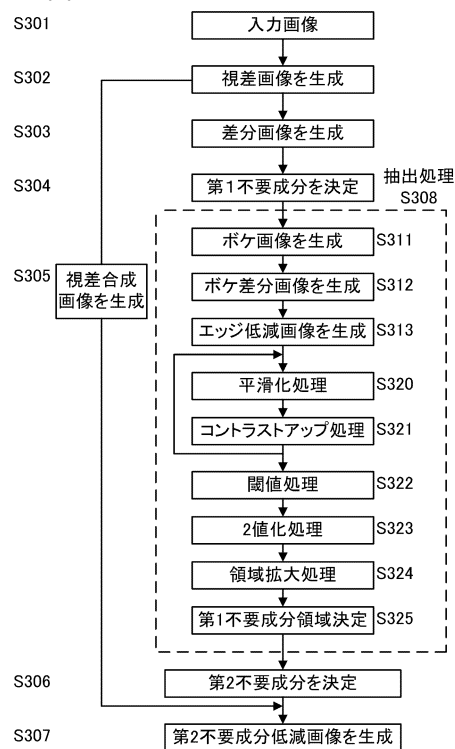 S301
入力画像
S302
視差画像を生成
S303
差分画像を生成
S304
第1不要成分を決定
抽出処理
S308
ボケ画像を生成
S311
S305
視差合成
画像を生成
ボケ差分画像を生成
S312
エッジ低減画像を生成
S313
平滑化処理
S320
コントラストアップ処理
S321
閾値処理
S322
2値化処理
S323
領域拡大処理
S324
第1不要成分領域決定
S325
S306
第2不要成分を決定
S307
第2不要成分低減画像を生成